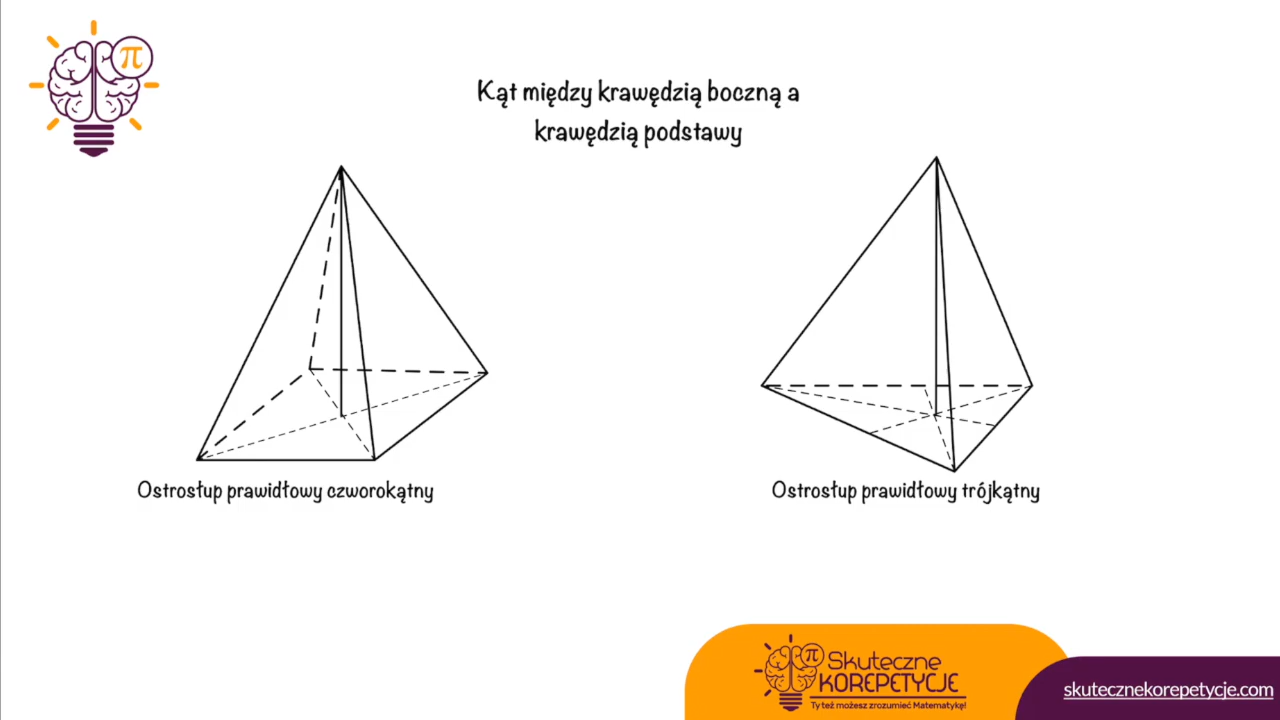 π
Kąt między krawędzią boczną a
krawędzią podstawy
Ostrosłup prawidłowy czworokątny
Ostrosłup prawidłowy trójkątny
π
Skuteczne
KOREPETYCJE
Ty też możesz zrozumieć Matematykę!
skutecznekorepetycje.com